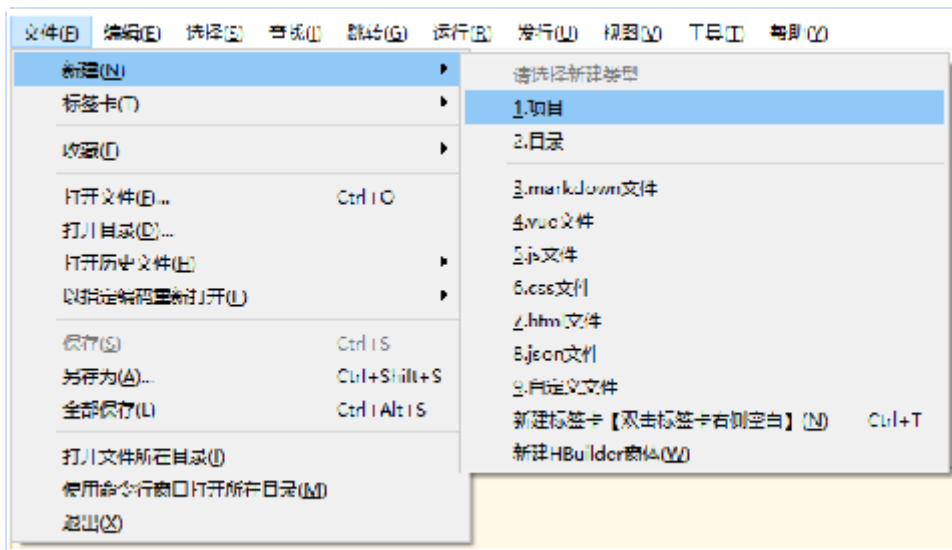 文件(F) 编辑(E) 选择(S) 查找(I) 跳转(G) 运行(R) 发行(U) 视图(V) 工具(T) 帮助(Y)
新建(N)
标签卡(T)
收藏(F)
打开文件(F)...	Ctrl+O
打开目录(D)...
打开历史文件(H)
以指定编码重新打开(E)
保存(S)	Ctrl+S
另存为(A)...	Ctrl+Shift+S
全部保存(L)	Ctrl+Alt+S
打开文件所在目录(I)
使用命令行窗口打开所在目录(M)
退出(X)
请选择新建类型
1.项目
2.目录
3.markdown文件
4.vue文件
5.js文件
6.css文件
7.html文件
8.json文件
9.自定义文件
新建标签卡【双击标签卡右侧空白】(N)	Ctrl+T
新建HBuilder窗体(W)